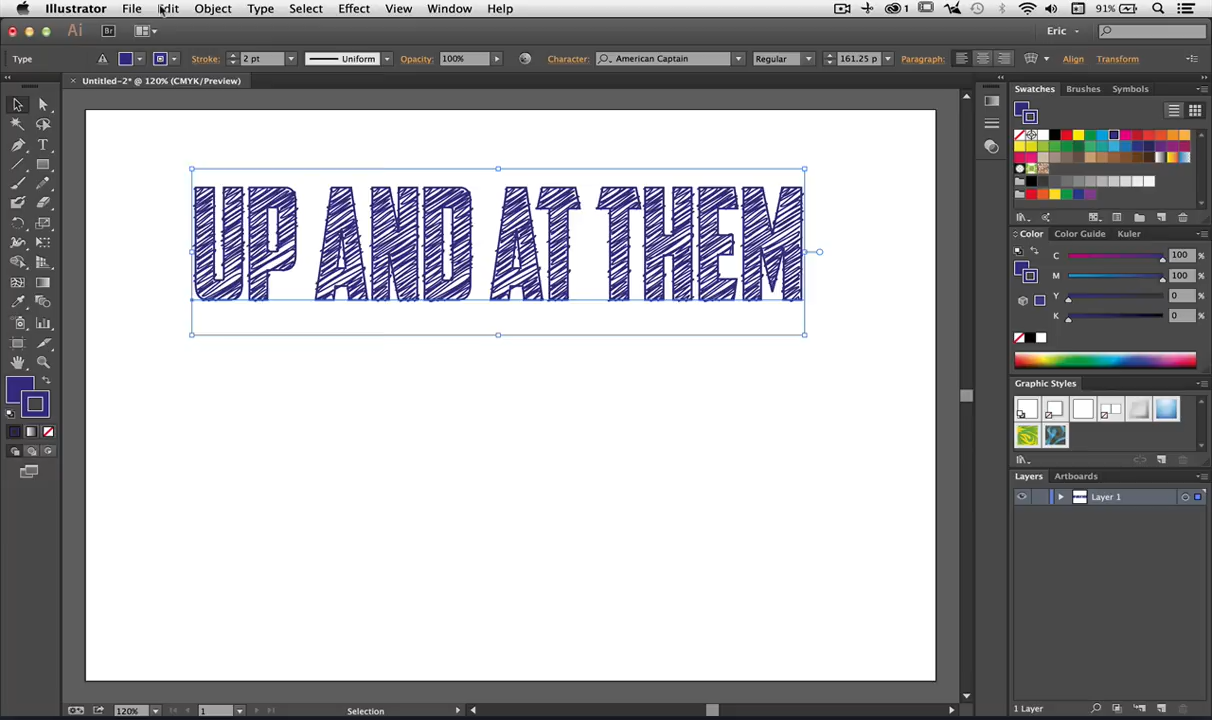 Illustrator File Edit Object Type Select Effect View Window Help 1 91%
Ai Br Eric
Type Stroke: 2 pt Uniform Opacity: 100% Character: American Captain Regular 161.25 p Paragraph: Align Transform
Untitled-2* @ 120% (CMYK/Preview)
Swatches Brushes Symbols
UP AND AT THEM
Color Color Guide Kuler
C 100 %
M 100 %
Y 0 %
K 0 %
Graphic Styles
Layers Artboards
Layer 1
1 Layer
120% 1 Selection